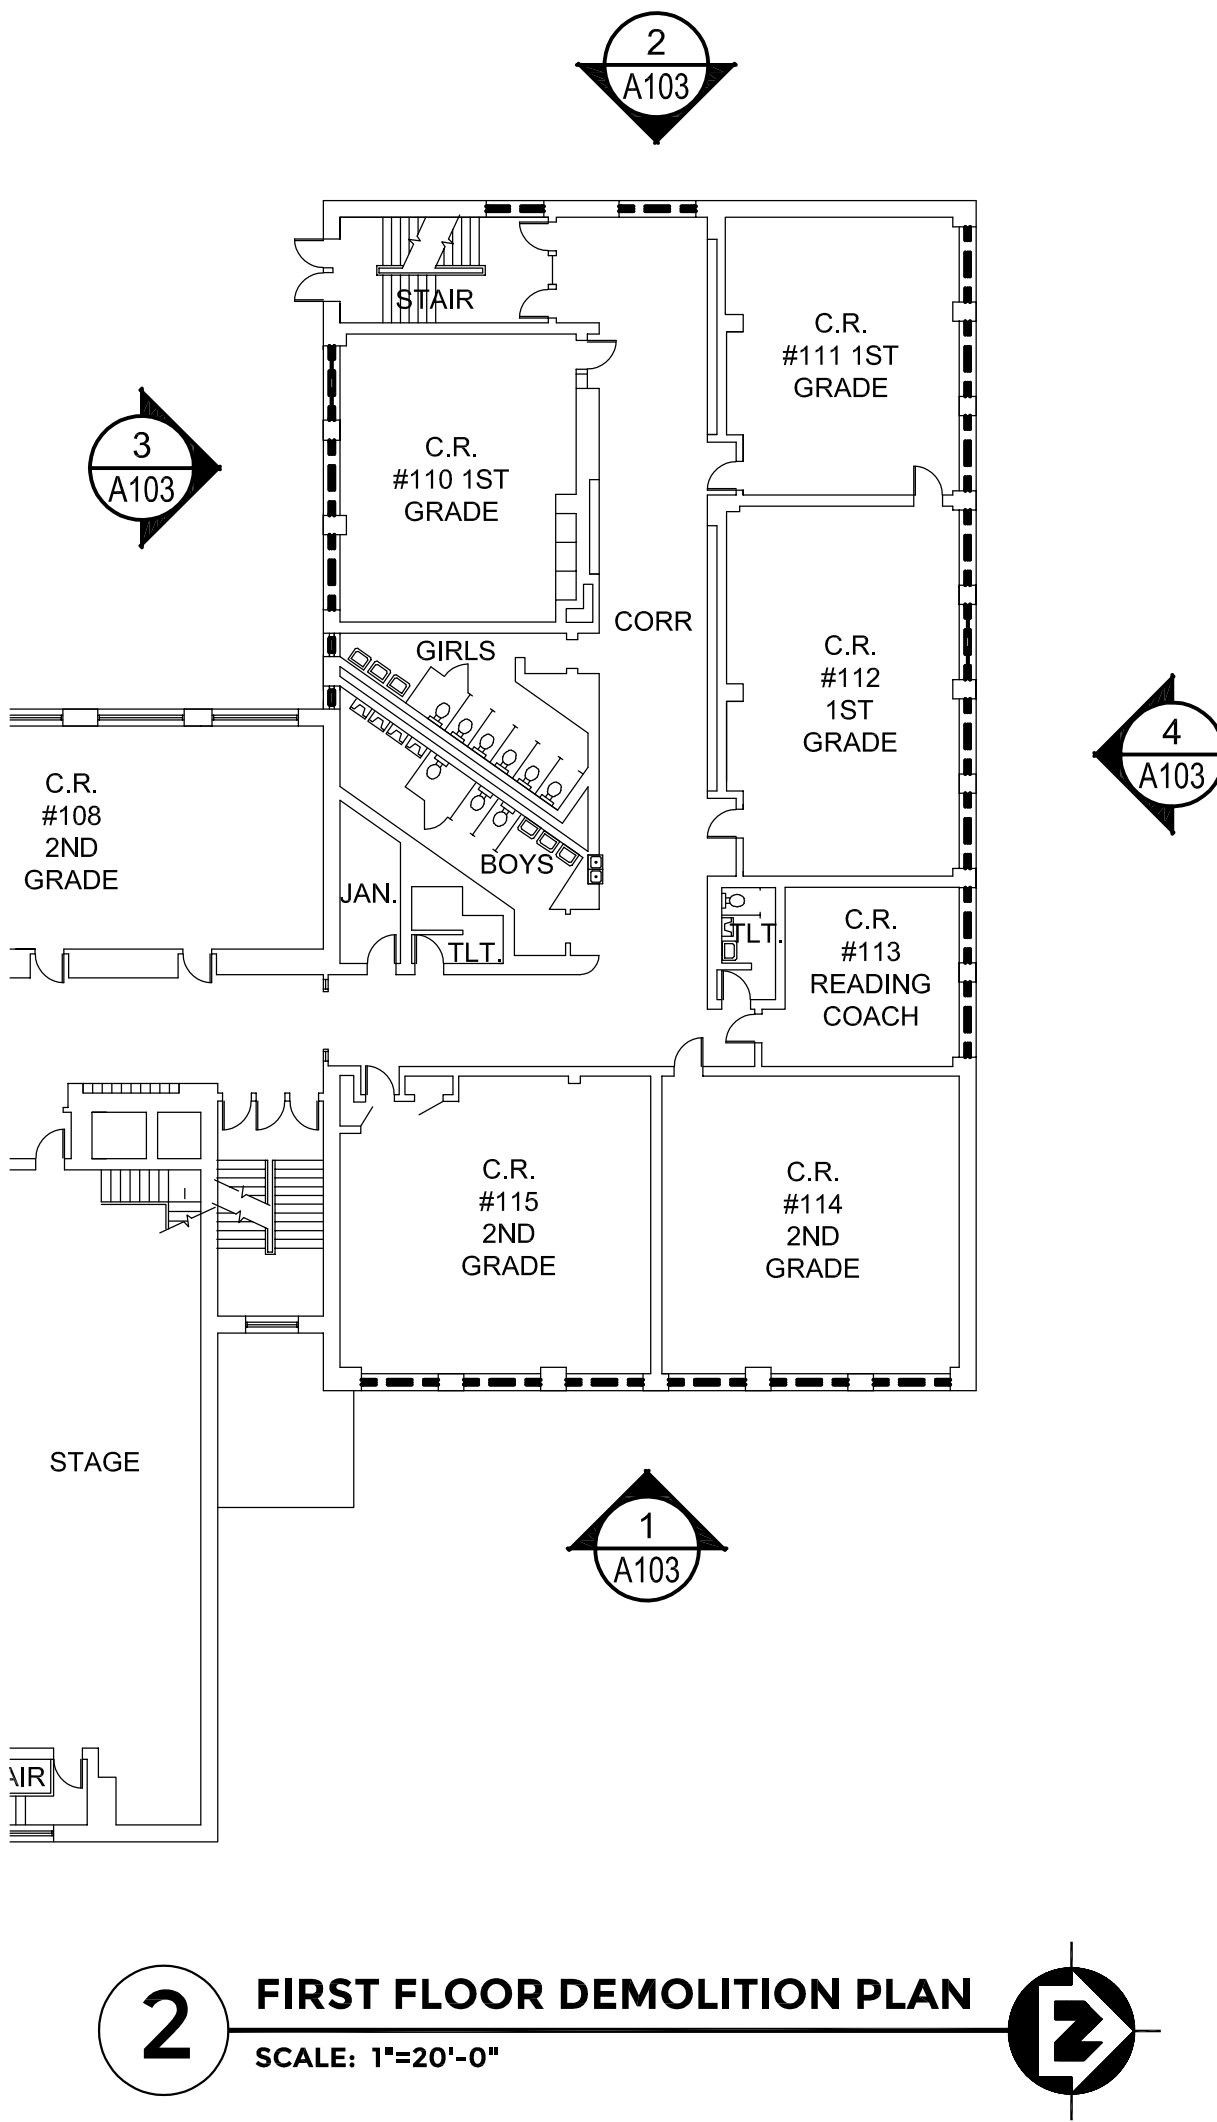 2
A103
STAIR
C.R.
#111 1ST
GRADE
3
A103
C.R.
#110 1ST
GRADE
CORR
GIRLS
C.R.
#112
1ST
GRADE
4
A103
C.R.
#108
2ND
GRADE
BOYS
JAN.
TLT.
TLT.
C.R.
#113
READING
COACH
C.R.
#115
2ND
GRADE
C.R.
#114
2ND
GRADE
STAGE
1
A103
AIR
2
FIRST FLOOR DEMOLITION PLAN
SCALE: 1"=20'-0"
N